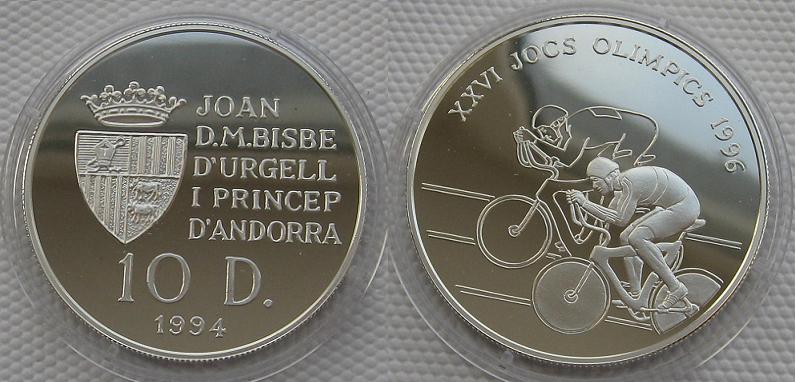 JOAN
D.M.BISBE
D'URGELL
I PRINCEP
D'ANDORRA
10 D.
1994
XXVI JOCS OLIMPICS 1996